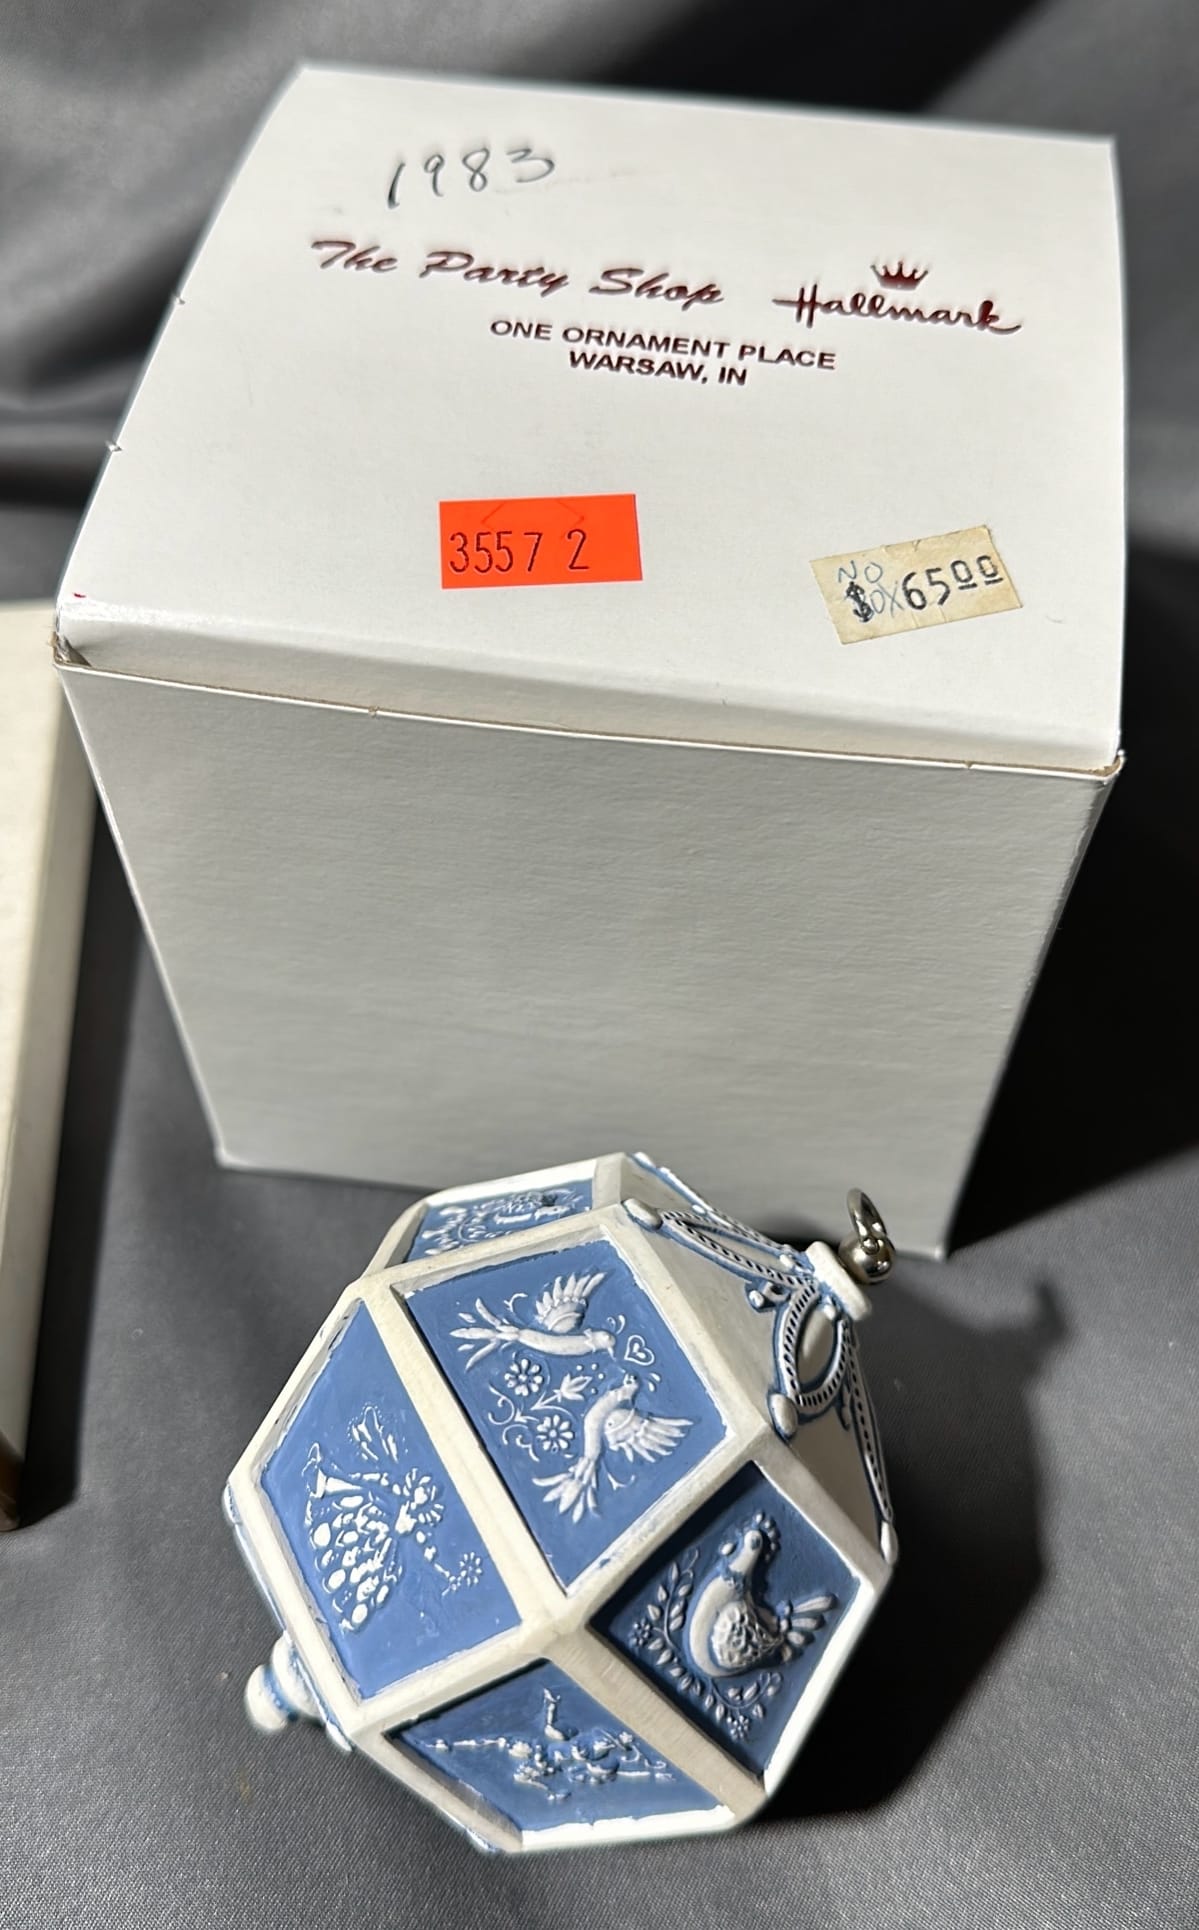 1983
The Party Shop Hallmark
ONE ORNAMENT PLACE
WARSAW, IN
3557 2
NO
$ BOX 6500